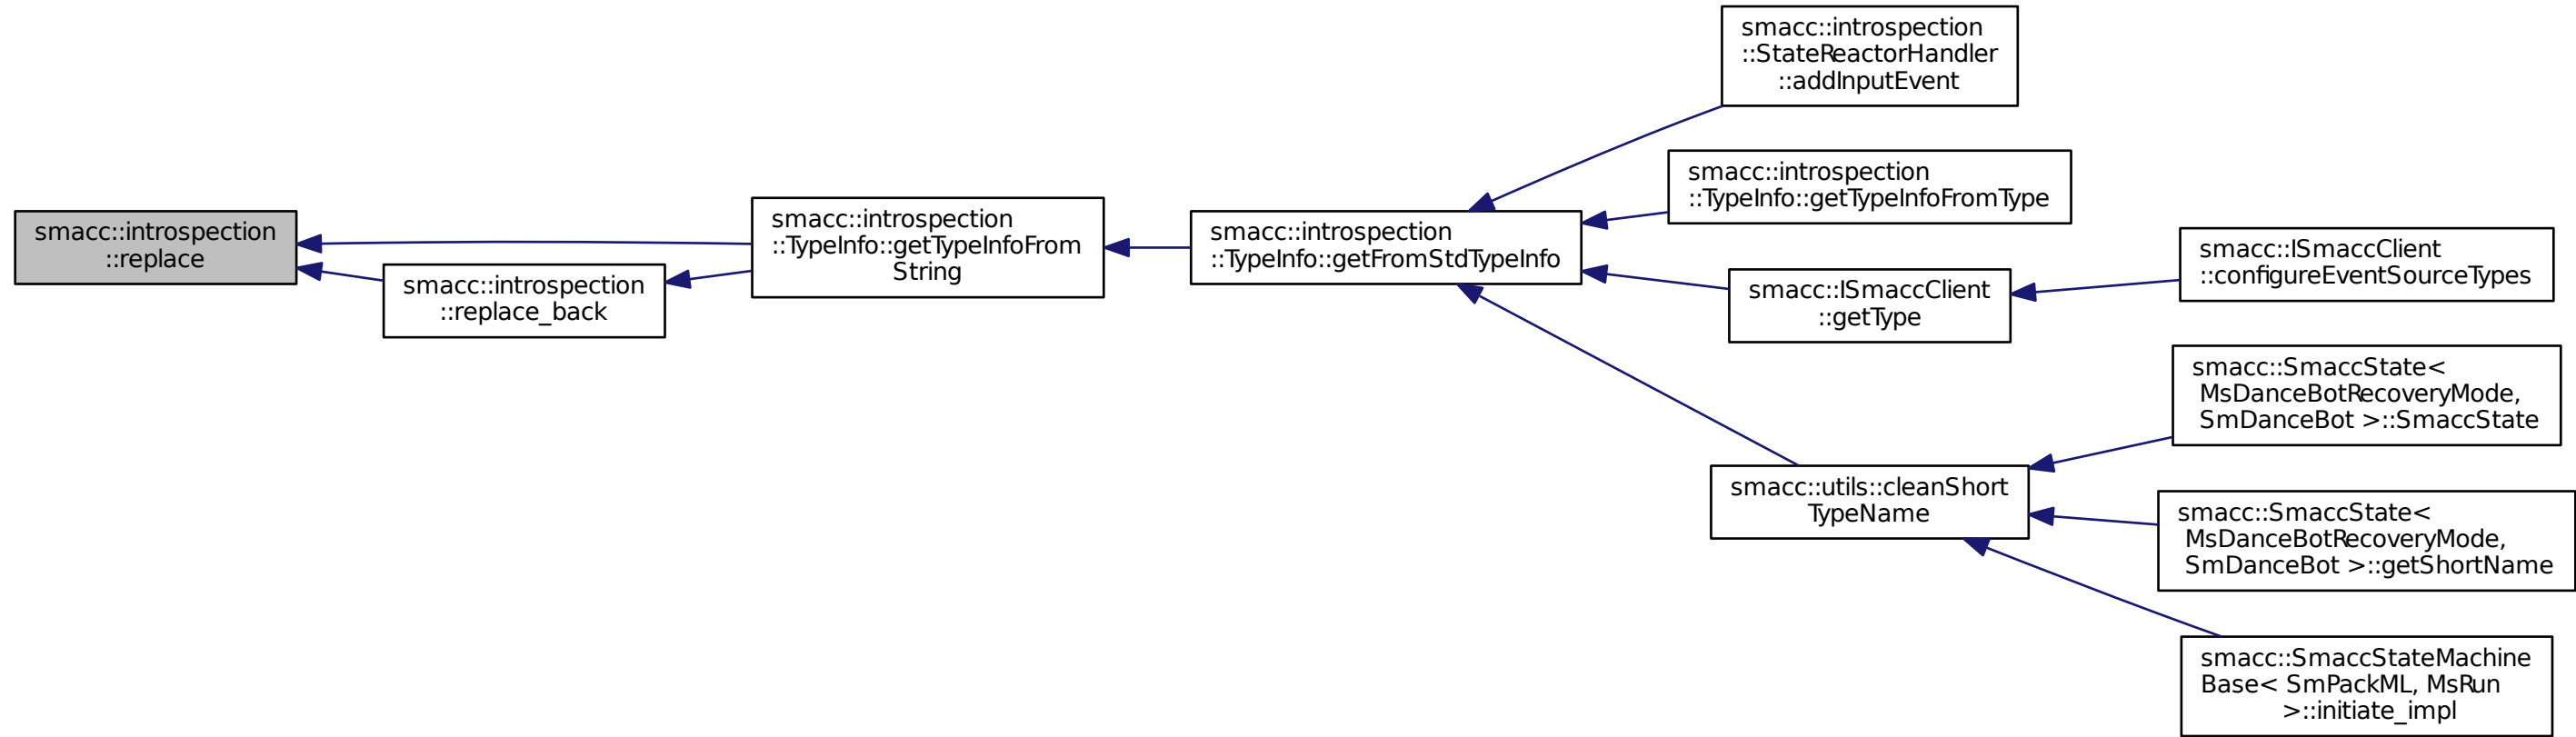 smacc::introspection
::replace
smacc::introspection
::replace_back
smacc::introspection
::TypeInfo::getTypeInfoFrom
String
smacc::introspection
::TypeInfo::getFromStdTypeInfo
smacc::introspection
::StateReactorHandler
::addInputEvent
smacc::introspection
::TypeInfo::getTypeInfoFromType
smacc::ISmaccClient
::getType
smacc::ISmaccClient
::configureEventSourceTypes
smacc::utils::cleanShort
TypeName
smacc::SmaccState<
MsDanceBotRecoveryMode,
SmDanceBot >::SmaccState
smacc::SmaccState<
MsDanceBotRecoveryMode,
SmDanceBot >::getShortName
smacc::SmaccStateMachine
Base< SmPackML, MsRun
>::initiate_impl